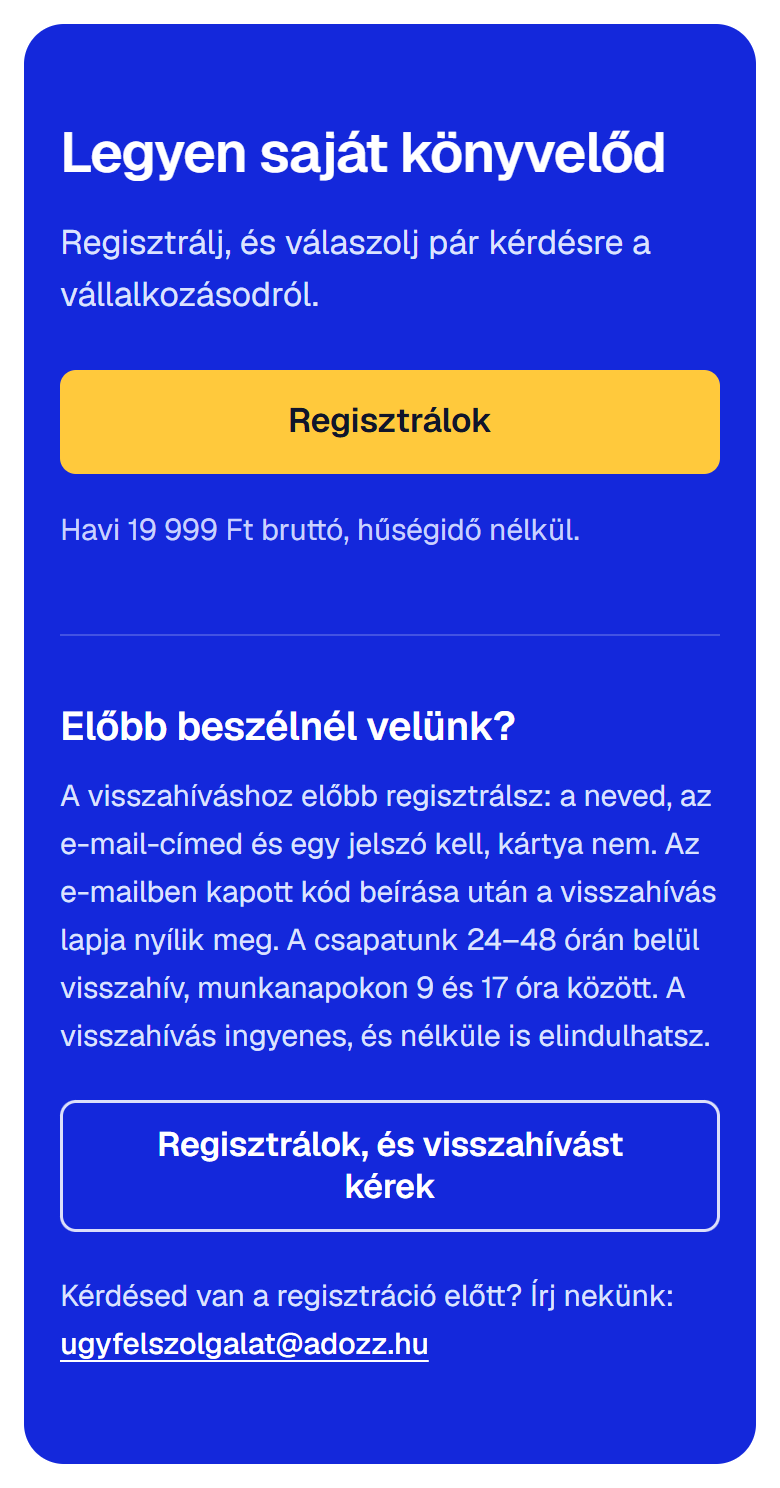 Legyen saját könyvelőd
Regisztrálj, és válaszolj pár kérdésre a
vállalkozásodról.
Regisztrálok
Havi 19 999 Ft bruttó, hűségidő nélkül.
Előbb beszélnél velünk?
A visszahíváshoz előbb regisztrálsz: a neved, az
e-mail-címed és egy jelszó kell, kártya nem. Az
e-mailben kapott kód beírása után a visszahívás
lapja nyílik meg. A csapatunk 24–48 órán belül
visszahív, munkanapokon 9 és 17 óra között. A
visszahívás ingyenes, és nélküle is elindulhatsz.
Regisztrálok, és visszahívást
kérek
Kérdésed van a regisztráció előtt? Írj nekünk:
ugyfelszolgalat@adozz.hu